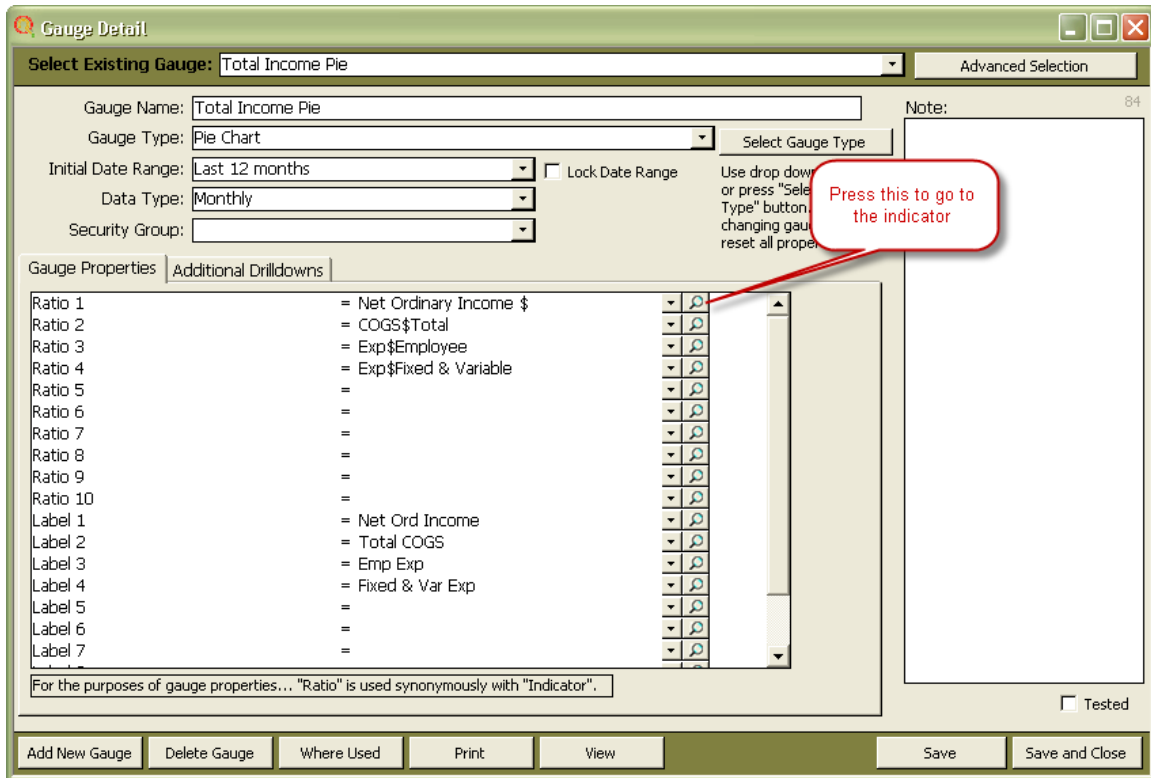 Gauge Detail
Select Existing Gauge: Total Income Pie
Advanced Selection
Gauge Name: Total Income Pie
Note:
84
Gauge Type: Pie Chart
Select Gauge Type
Initial Date Range: Last 12 months
Lock Date Range
Use drop down
or press "Sele
Type" button.
changing gau
reset all proper
Data Type: Monthly
Security Group:
Press this to go to
the indicator
Gauge Properties
Additional Drilldowns
Ratio 1 = Net Ordinary Income $
Ratio 2 = COGS$Total
Ratio 3 = Exp$Employee
Ratio 4 = Exp$Fixed & Variable
Ratio 5 =
Ratio 6 =
Ratio 7 =
Ratio 8 =
Ratio 9 =
Ratio 10 =
Label 1 = Net Ord Income
Label 2 = Total COGS
Label 3 = Emp Exp
Label 4 = Fixed & Var Exp
Label 5 =
Label 6 =
Label 7 =
For the purposes of gauge properties... "Ratio" is used synonymously with "Indicator".
Tested
Add New Gauge
Delete Gauge
Where Used
Print
View
Save
Save and Close